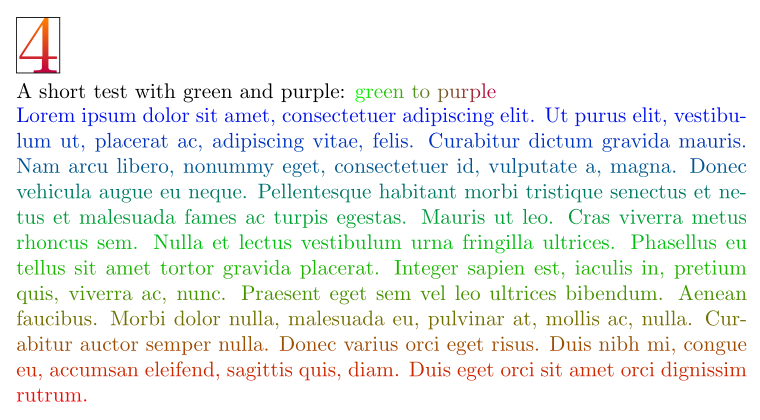 4
A short test with green and purple: green to purple
Lorem ipsum dolor sit amet, consectetuer adipiscing elit. Ut purus elit, vestibu-
lum ut, placerat ac, adipiscing vitae, felis. Curabitur dictum gravida mauris.
Nam arcu libero, nonummy eget, consectetuer id, vulputate a, magna. Donec
vehicula augue eu neque. Pellentesque habitant morbi tristique senectus et ne-
tus et malesuada fames ac turpis egestas. Mauris ut leo. Cras viverra metus
rhoncus sem. Nulla et lectus vestibulum urna fringilla ultrices. Phasellus eu
tellus sit amet tortor gravida placerat. Integer sapien est, iaculis in, pretium
quis, viverra ac, nunc. Praesent eget sem vel leo ultrices bibendum. Aenean
faucibus. Morbi dolor nulla, malesuada eu, pulvinar at, mollis ac, nulla. Cur-
abitur auctor semper nulla. Donec varius orci eget risus. Duis nibh mi, congue
eu, accumsan eleifend, sagittis quis, diam. Duis eget orci sit amet orci dignissim
rutrum.